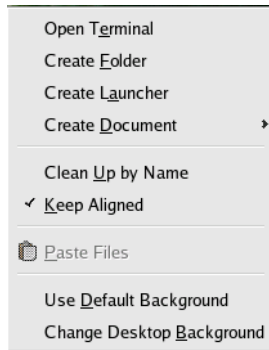 Open Terminal
Create Folder
Create Launcher
Create Document
Clean Up by Name
Keep Aligned
Paste Files
Use Default Background
Change Desktop Background